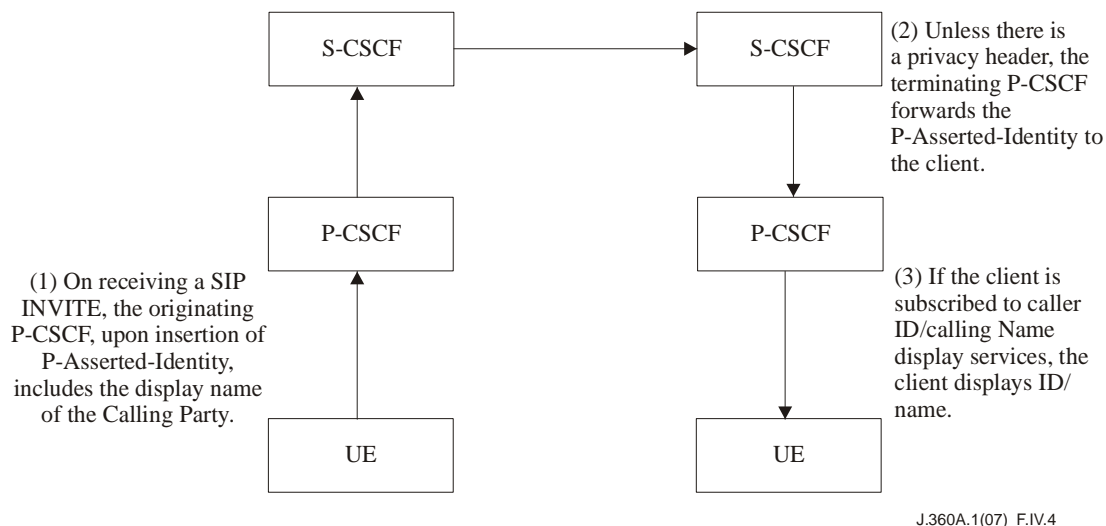 S-CSCF
S-CSCF
(2) Unless there is
a privacy header, the
terminating P-CSCF
forwards the
P-Asserted-Identity to
the client.
P-CSCF
P-CSCF
(1) On receiving a SIP
INVITE, the originating
P-CSCF, upon insertion of
P-Asserted-Identity,
includes the display name
of the Calling Party.
(3) If the client is
subscribed to caller
ID/calling Name
display services, the
client displays ID/
name.
UE
UE
J.360A.1(07)_F.IV.4